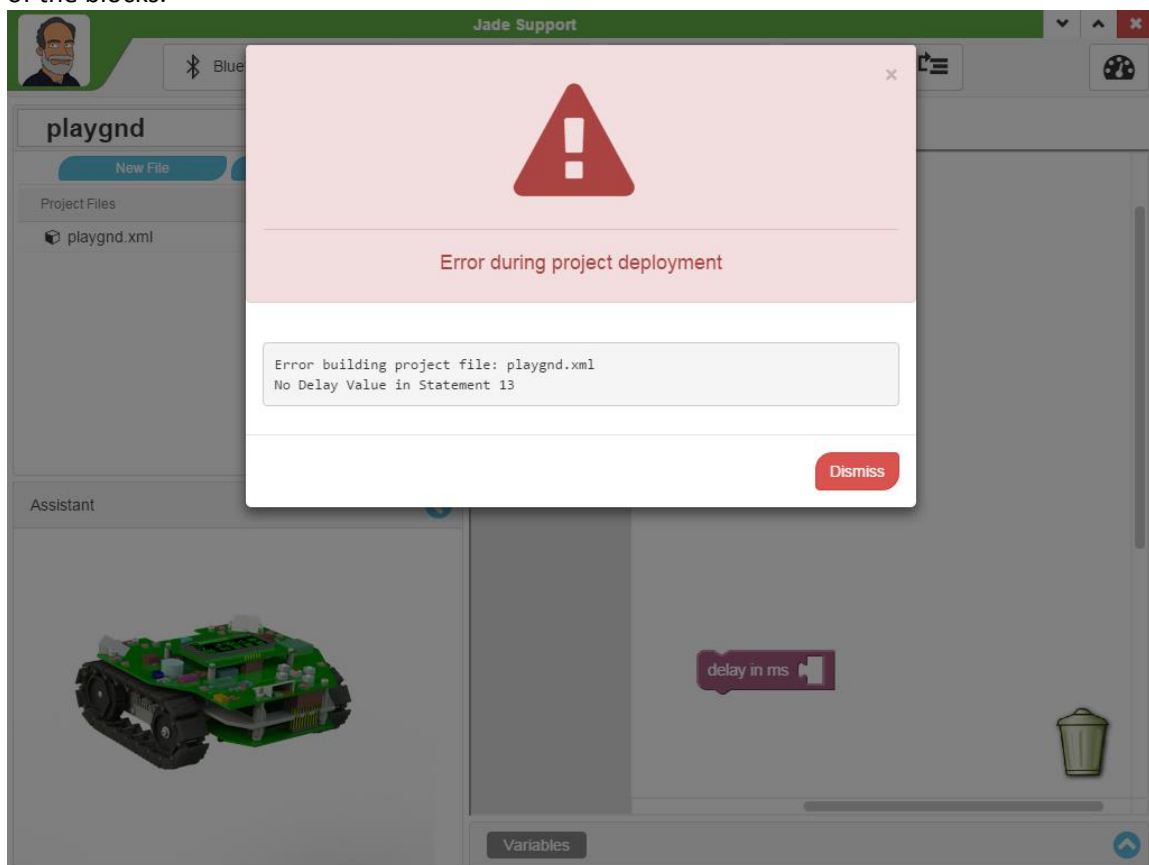 of the blocks.
Jade Support
Blue
playgnd
New File
Project Files
playgnd.xml
Error during project deployment
Error building project file: playgnd.xml
No Delay Value in Statement 13
Dismiss
Assistant
delay in ms
Variables